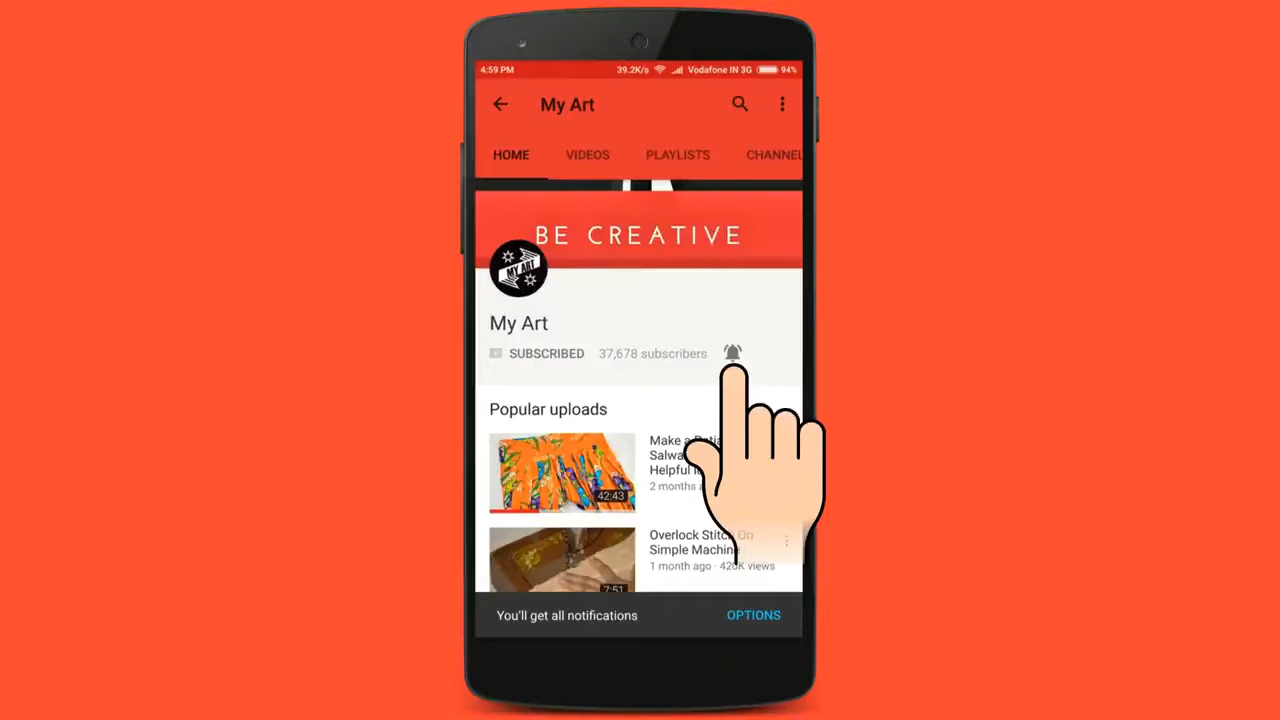 4:59 PM 39.2K/s Vodafone IN 3G 94%
My Art
HOME VIDEOS PLAYLISTS CHANNEL
BE CREATIVE
MY ART
My Art
SUBSCRIBED 37,678 subscribers
Popular uploads
Make a
Salwa
Helpful
2 months
42:43
Overlock Stitch On
Simple Machine
1 month ago · 420K views
7:51
You'll get all notifications OPTIONS